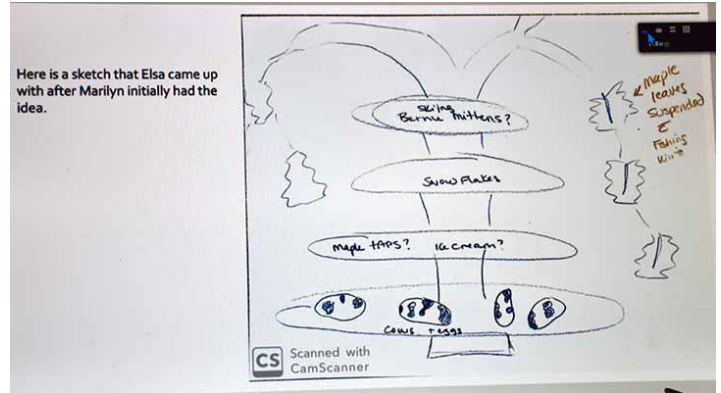 Here is a sketch that Elsa came up
with after Marilyn initially had the
idea.
Skiing
Bernie Mittens?
Snow Flakes
Maple TAPS? Ice cream?
Cows + eggs
Maple
leaves
Suspended
Fishing
Wire
CS Scanned with
CamScanner